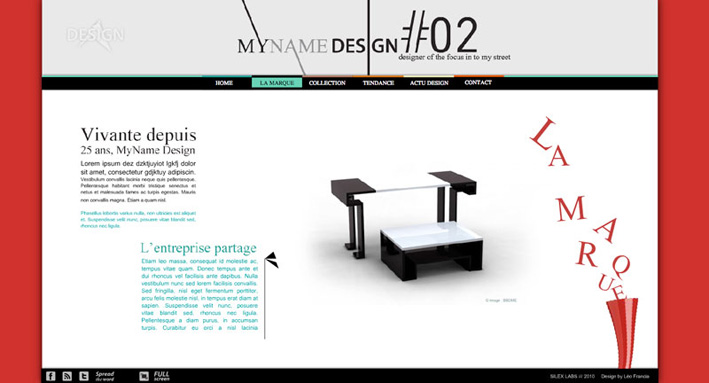 DESIGN
MYNAMEDESIGN#02
designer of the focus in to my street
HOME LA MARQUE COLLECTION TENDANCE ACTU DESIGN CONTACT
Vivante depuis
25 ans, MyName Design
Lorem ipsum dez dzktjuyiot lgkfj dolor
sit amet, consectetur gdjktuy adipiscin.
Vestibulum convallis lacinia neque quis pellentesque.
Pellentesque habitant morbi tristique senectus et
netus et malesuada fames ac turpis egestas. Mauris
non convallis magna. Etiam a quam nisl.
Phasellus lobortis varius nulla, non ultricies est aliquet
et. Suspendisse velit nunc, posuere vitae blandit sed,
rhoncus nec ligula.
L'entreprise partage
Etiam leo massa, consequat id molestie ac,
tempus vitae quam. Donec tempus ante et
dui rhoncus vel facilisis ante dapibus. Nulla
vestibulum nunc sed lorem facilisis convallis.
Sed fringilla, nisl eget fermentum porttitor,
arcu felis molestie nisl, in tempus erat diam at
sapien. Suspendisse velit nunc, posuere
vitae blandit sed, rhoncus nec ligula.
Pellentesque a diam purus, in accumsan
turpis. Curabitur eu orci a nisl lacinia
LA
MARQUE
© image :
Spread
du word
FULL
screen
SILEX LABS /// 2010 Design by Léo